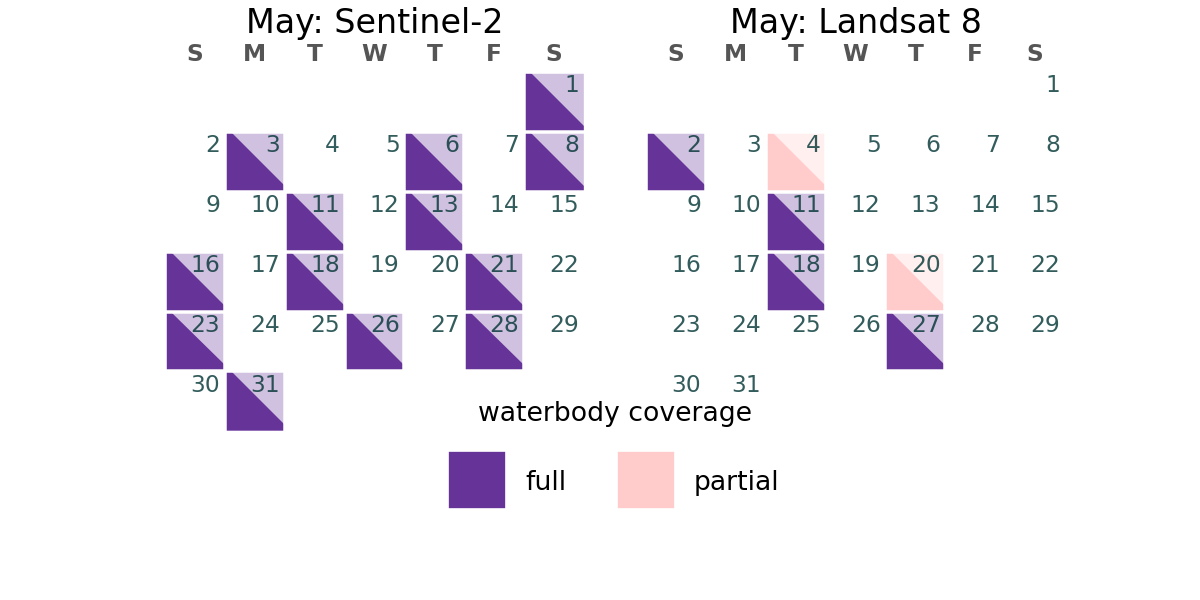 May: Sentinel-2
S M T W T F S
1
2 3 4 5 6 7 8
9 10 11 12 13 14 15
16 17 18 19 20 21 22
23 24 25 26 27 28 29
30 31
May: Landsat 8
S M T W T F S
1
2 3 4 5 6 7 8
9 10 11 12 13 14 15
16 17 18 19 20 21 22
23 24 25 26 27 28 29
30 31
waterbody coverage
full
partial